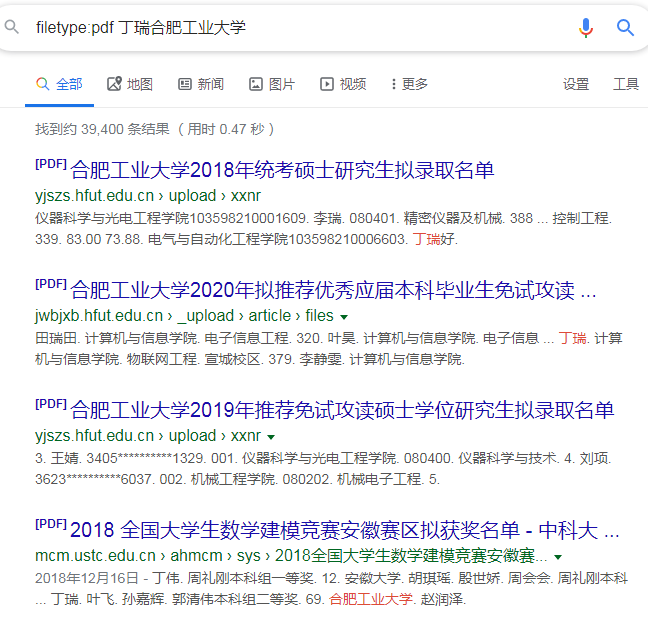 filetype:pdf 丁瑞合肥工业大学
全部 地图 新闻 图片 视频 更多 设置 工具
找到约 39,400 条结果 （用时 0.47 秒）
[PDF] 合肥工业大学2018年统考硕士研究生拟录取名单
yjszs.hfut.edu.cn › upload › xxnr
仪器科学与光电工程学院103598210001609. 李瑞. 080401. 精密仪器及机械. 388 ... 控制工程.
339. 83.00 73.88. 电气与自动化工程学院103598210006603. 丁瑞好.
[PDF] 合肥工业大学2020年拟推荐优秀应届本科毕业生免试攻读 ...
jwbjxb.hfut.edu.cn › _upload › article › files
田瑞田. 计算机与信息学院. 电子信息工程. 320. 叶昊. 计算机与信息学院. 电子信息 ... 丁瑞. 计算
机与信息学院. 物联网工程. 宣城校区. 379. 李静雯. 计算机与信息学院.
[PDF] 合肥工业大学2019年推荐免试攻读硕士学位研究生拟录取名单
yjszs.hfut.edu.cn › upload › xxnr
3. 王婧. 3405**********1329. 001. 仪器科学与光电工程学院. 080400. 仪器科学与技术. 4. 刘项.
3623**********6037. 002. 机械工程学院. 080202. 机械电子工程. 5.
[PDF] 2018 全国大学生数学建模竞赛安徽赛区拟获奖名单 - 中科大 ...
mcm.ustc.edu.cn › ahmcm › sys › 2018全国大学生数学建模竞赛安徽赛...
2018年12月16日 - 丁伟. 周礼刚本科组一等奖. 12. 安徽大学. 胡琪瑶. 殷世娇. 周会会. 周礼刚本科
... 丁瑞. 叶飞. 孙嘉辉. 郭清伟本科组二等奖. 69. 合肥工业大学. 赵润泽.